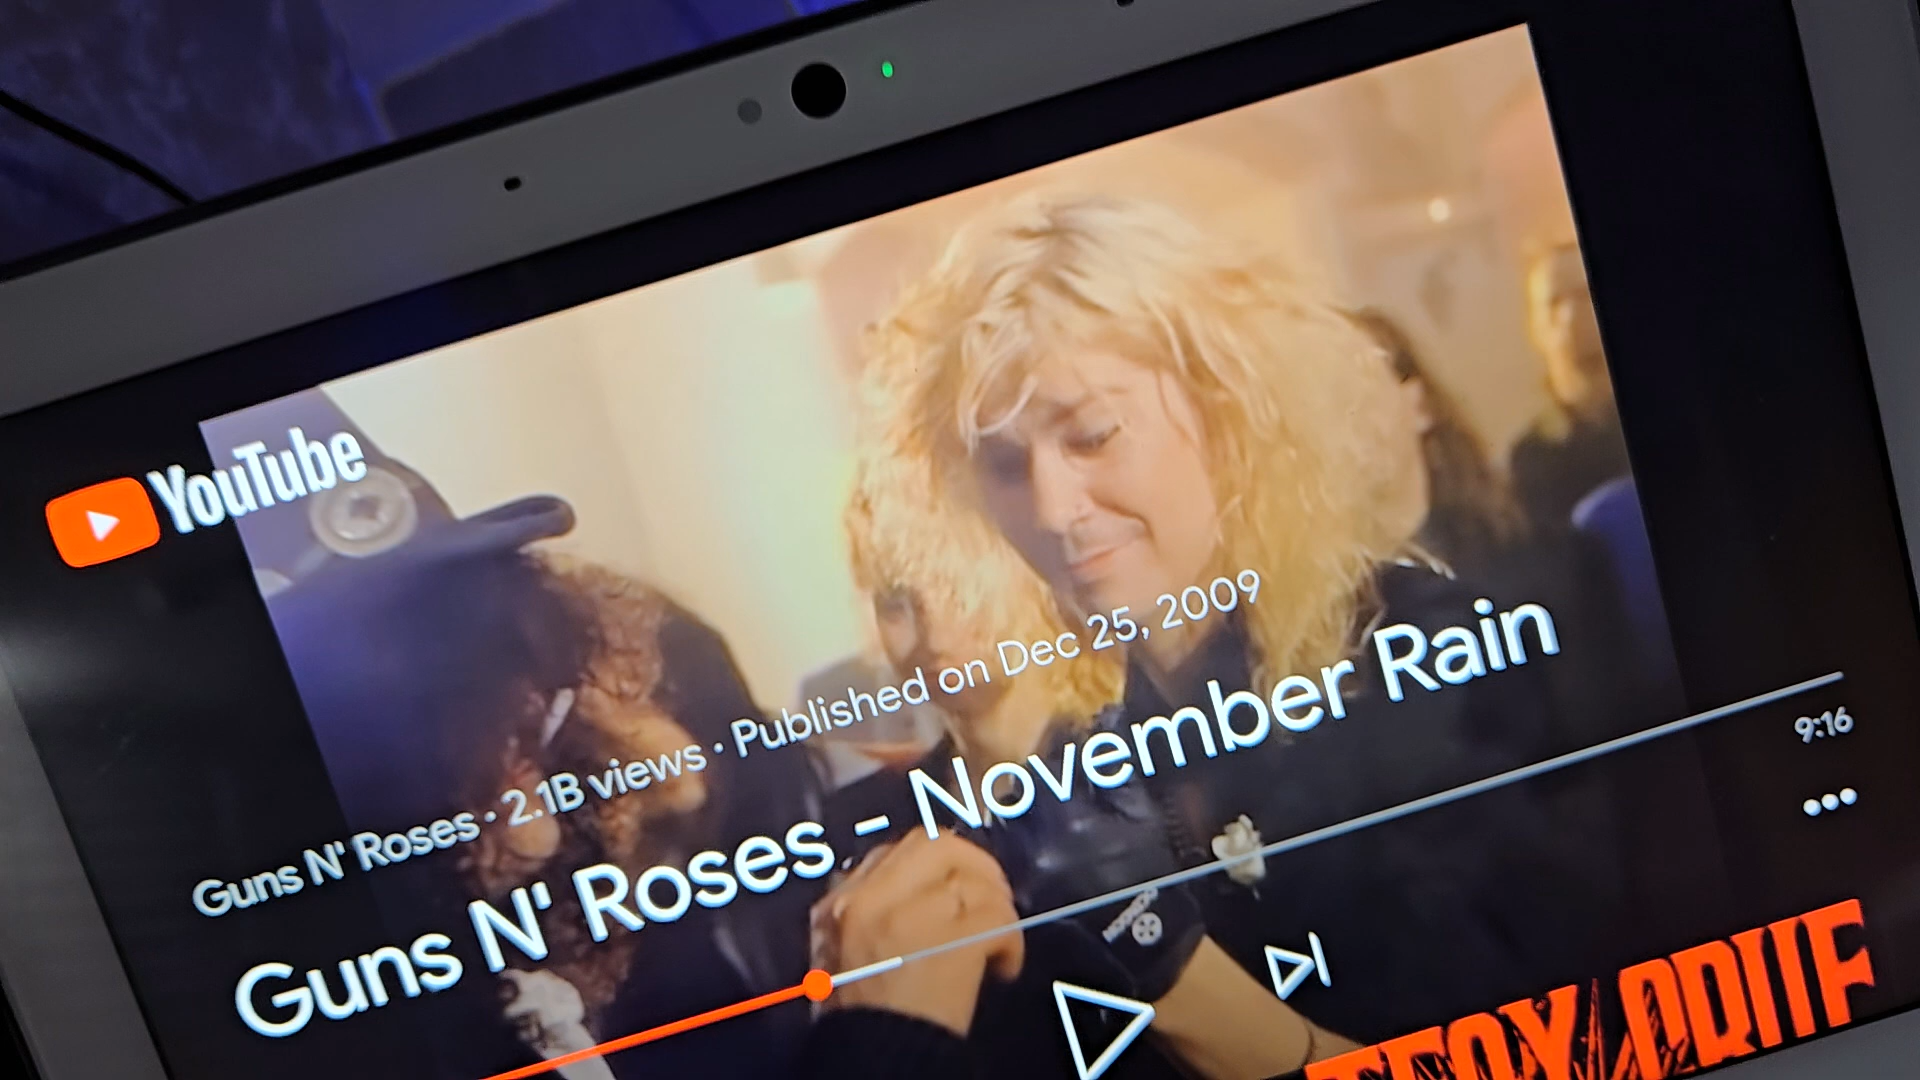 YouTube
Guns N' Roses · 2.1B views · Published on Dec 25, 2009
Guns N' Roses - November Rain
9:16